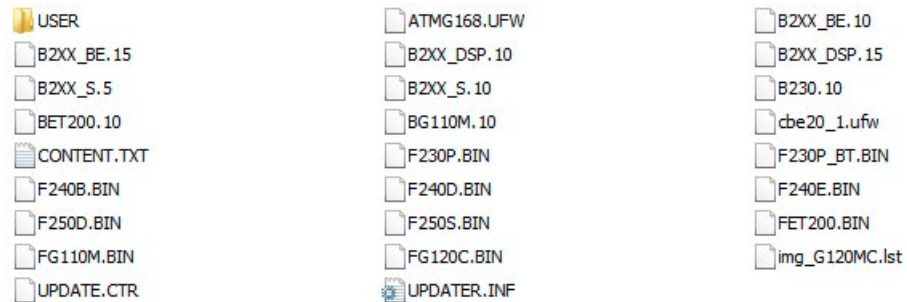 USER
ATMG168.UFW
B2XX_BE.10
B2XX_BE.15
B2XX_DSP.10
B2XX_DSP.15
B2XX_S.5
B2XX_S.10
B230.10
BET200.10
BG110M.10
cbe20_1.ufw
CONTENT.TXT
F230P.BIN
F230P_BT.BIN
F240B.BIN
F240D.BIN
F240E.BIN
F250D.BIN
F250S.BIN
FET200.BIN
FG110M.BIN
FG120C.BIN
img_G120MC.lst
UPDATE.CTR
UPDATER.INF